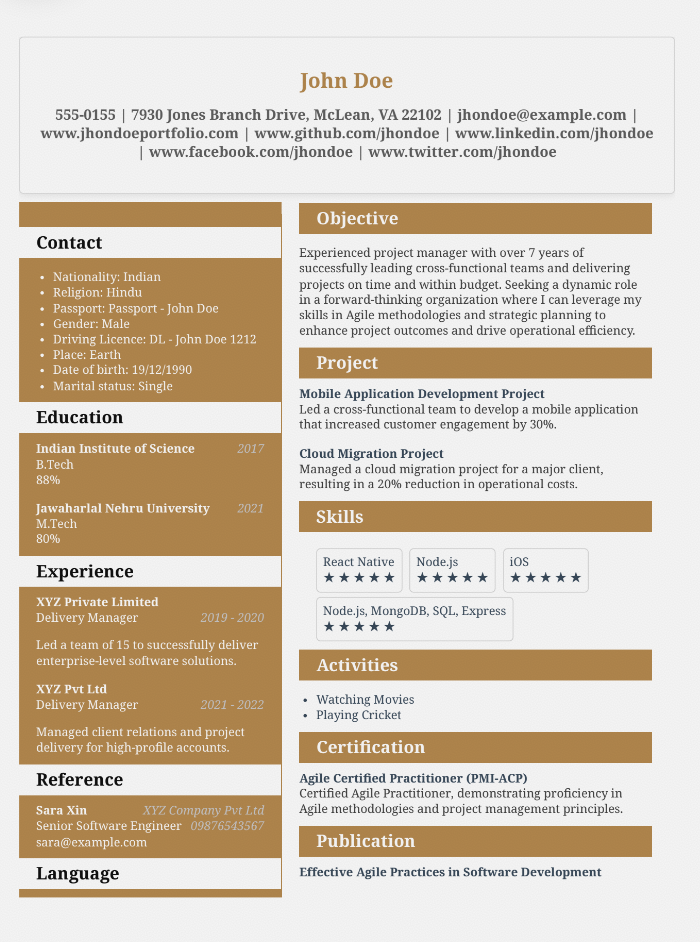 John Doe
555-0155 | 7930 Jones Branch Drive, McLean, VA 22102 | jhondoe@example.com |
www.jhondoeportfolio.com | www.github.com/jhondoe | www.linkedin.com/jhondoe
| www.facebook.com/jhondoe | www.twitter.com/jhondoe
Contact
• Nationality: Indian
• Religion: Hindu
• Passport: Passport - John Doe
• Gender: Male
• Driving Licence: DL - John Doe 1212
• Place: Earth
• Date of birth: 19/12/1990
• Marital status: Single
Education
Indian Institute of Science 2017
B.Tech
88%
Jawaharlal Nehru University 2021
M.Tech
80%
Experience
XYZ Private Limited
Delivery Manager 2019 - 2020
Led a team of 15 to successfully deliver
enterprise-level software solutions.
XYZ Pvt Ltd
Delivery Manager 2021 - 2022
Managed client relations and project
delivery for high-profile accounts.
Reference
Sara Xin XYZ Company Pvt Ltd
Senior Software Engineer 09876543567
sara@example.com
Language
Objective
Experienced project manager with over 7 years of
successfully leading cross-functional teams and delivering
projects on time and within budget. Seeking a dynamic role
in a forward-thinking organization where I can leverage my
skills in Agile methodologies and strategic planning to
enhance project outcomes and drive operational efficiency.
Project
Mobile Application Development Project
Led a cross-functional team to develop a mobile application
that increased customer engagement by 30%.
Cloud Migration Project
Managed a cloud migration project for a major client,
resulting in a 20% reduction in operational costs.
Skills
React Native
★★★★★
Node.js
★★★★★
iOS
★★★★★
Node.js, MongoDB, SQL, Express
★★★★★
Activities
• Watching Movies
• Playing Cricket
Certification
Agile Certified Practitioner (PMI-ACP)
Certified Agile Practitioner, demonstrating proficiency in
Agile methodologies and project management principles.
Publication
Effective Agile Practices in Software Development